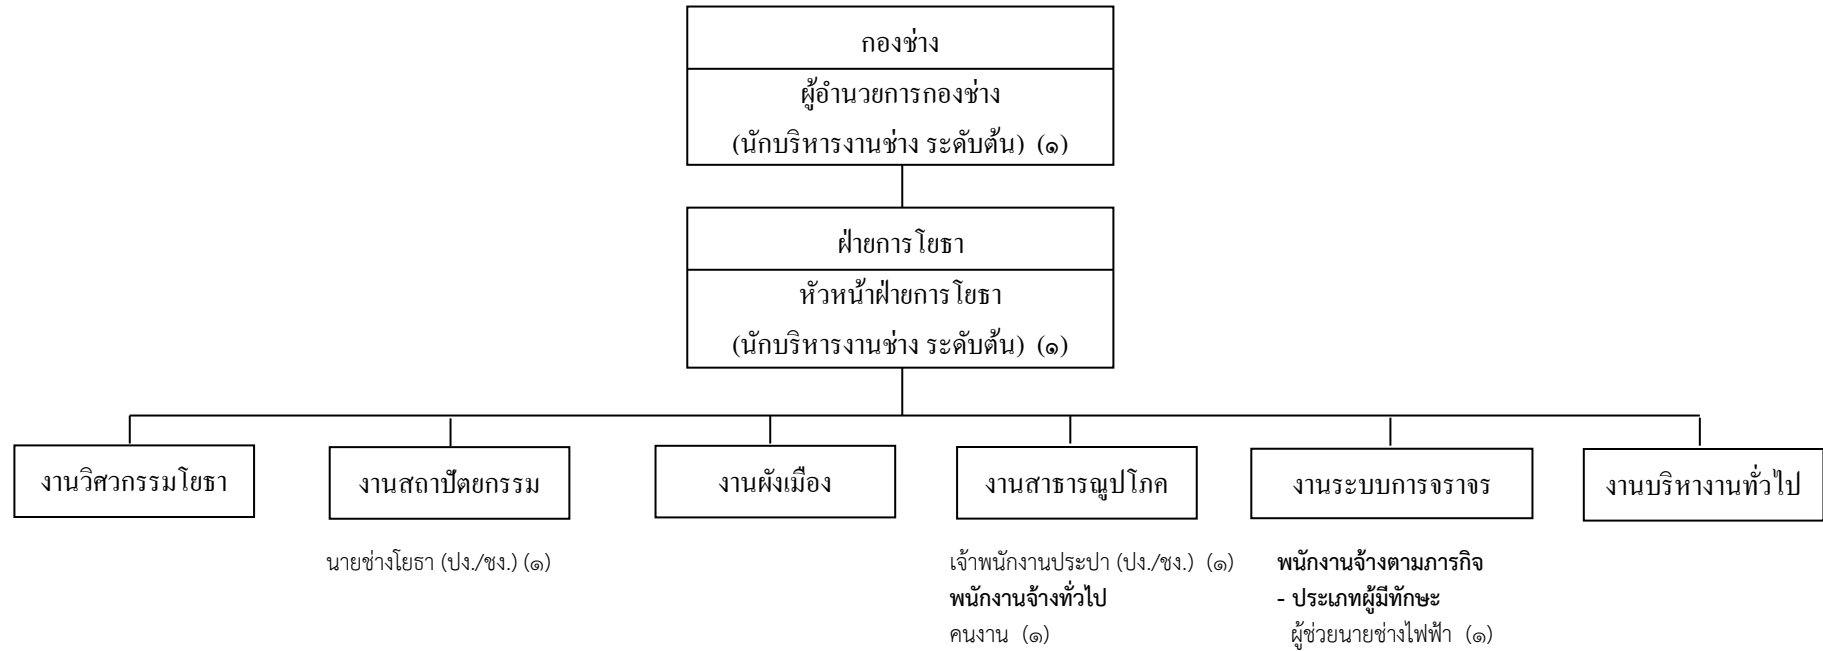 กองช่าง
ผู้อำนวยการกองช่าง
(นักบริหารงานช่าง ระดับต้น) (๑)
ฝ่ายการโยธา
หัวหน้าฝ่ายการโยธา
(นักบริหารงานช่าง ระดับต้น) (๑)
งานวิศวกรรมโยธา
งานสถาปัตยกรรม
งานผังเมือง
งานสาธารณูปโภค
งานระบบการจราจร
งานบริหางานทั่วไป
นายช่างโยธา (ปง./ชง.) (๑)
เจ้าพนักงานประปา (ปง./ชง.) (๑)
พนักงานจ้างทั่วไป
คนงาน (๑)
พนักงานจ้างตามภารกิจ
- ประเภทผู้มีทักษะ
ผู้ช่วยนายช่างไฟฟ้า (๑)